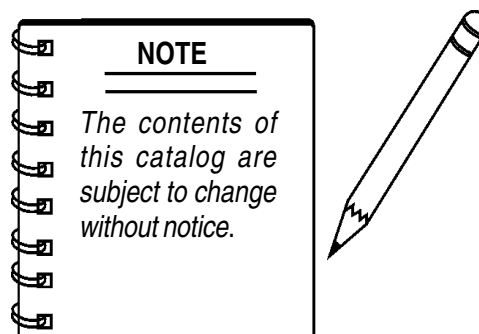 NOTE
The contents of
this catalog are
subject to change
without notice.